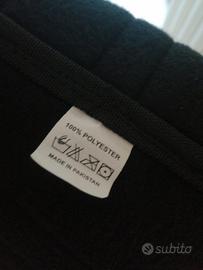 100% POLYESTER
MADE IN PAKISTAN
subito